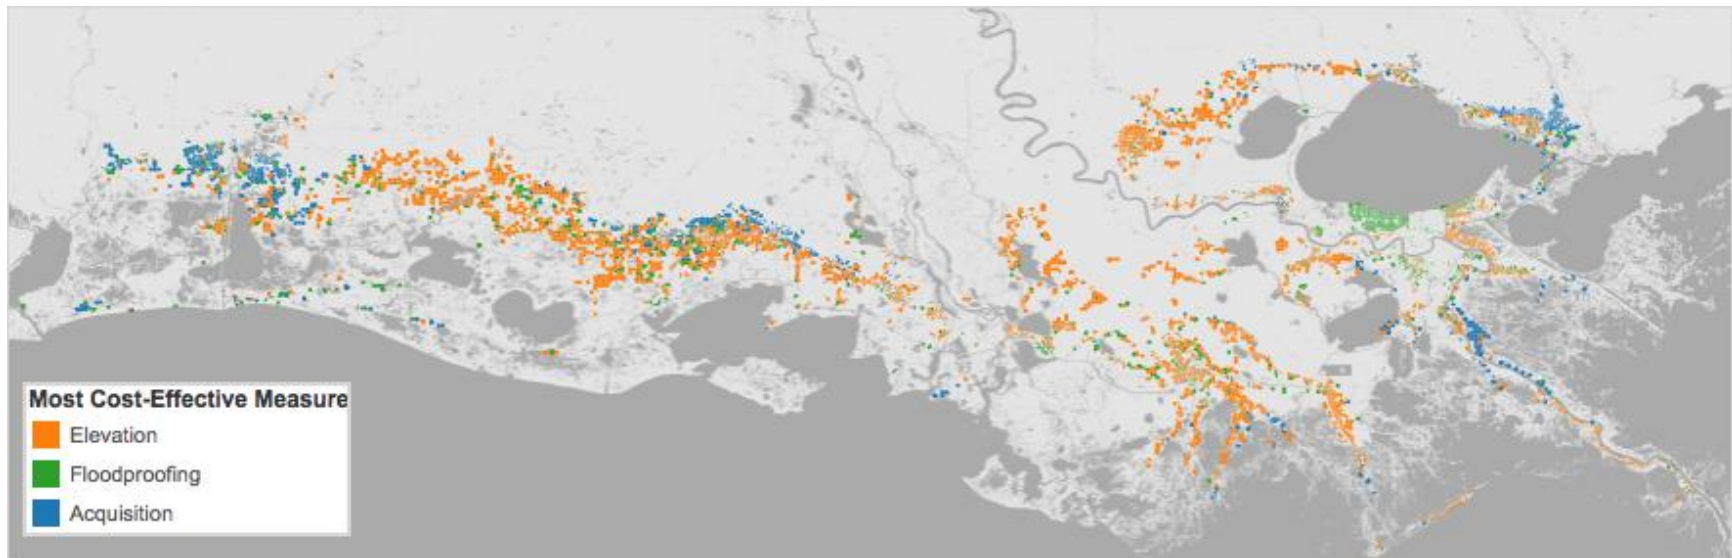 Most Cost-Effective Measure
Elevation
Floodproofing
Acquisition